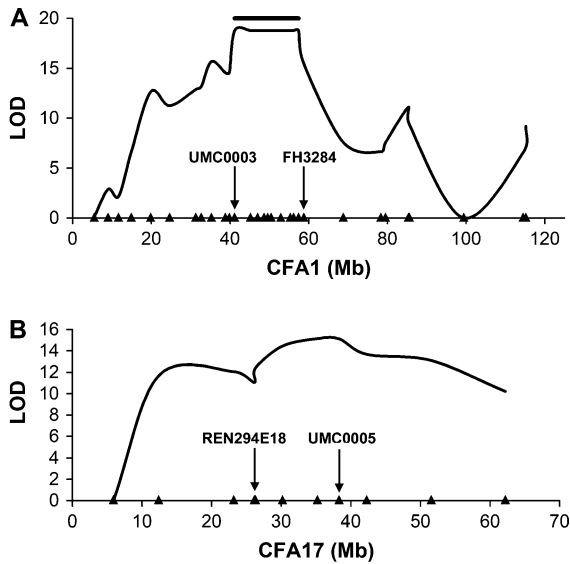 A
20
15
10
5
0
LOD
UMC0003 FH3284
0 20 40 60 80 100 120
CFA1 (Mb)
B
16
14
12
10
8
6
4
2
0
LOD
REN294E18 UMC0005
0 10 20 30 40 50 60 70
CFA17 (Mb)